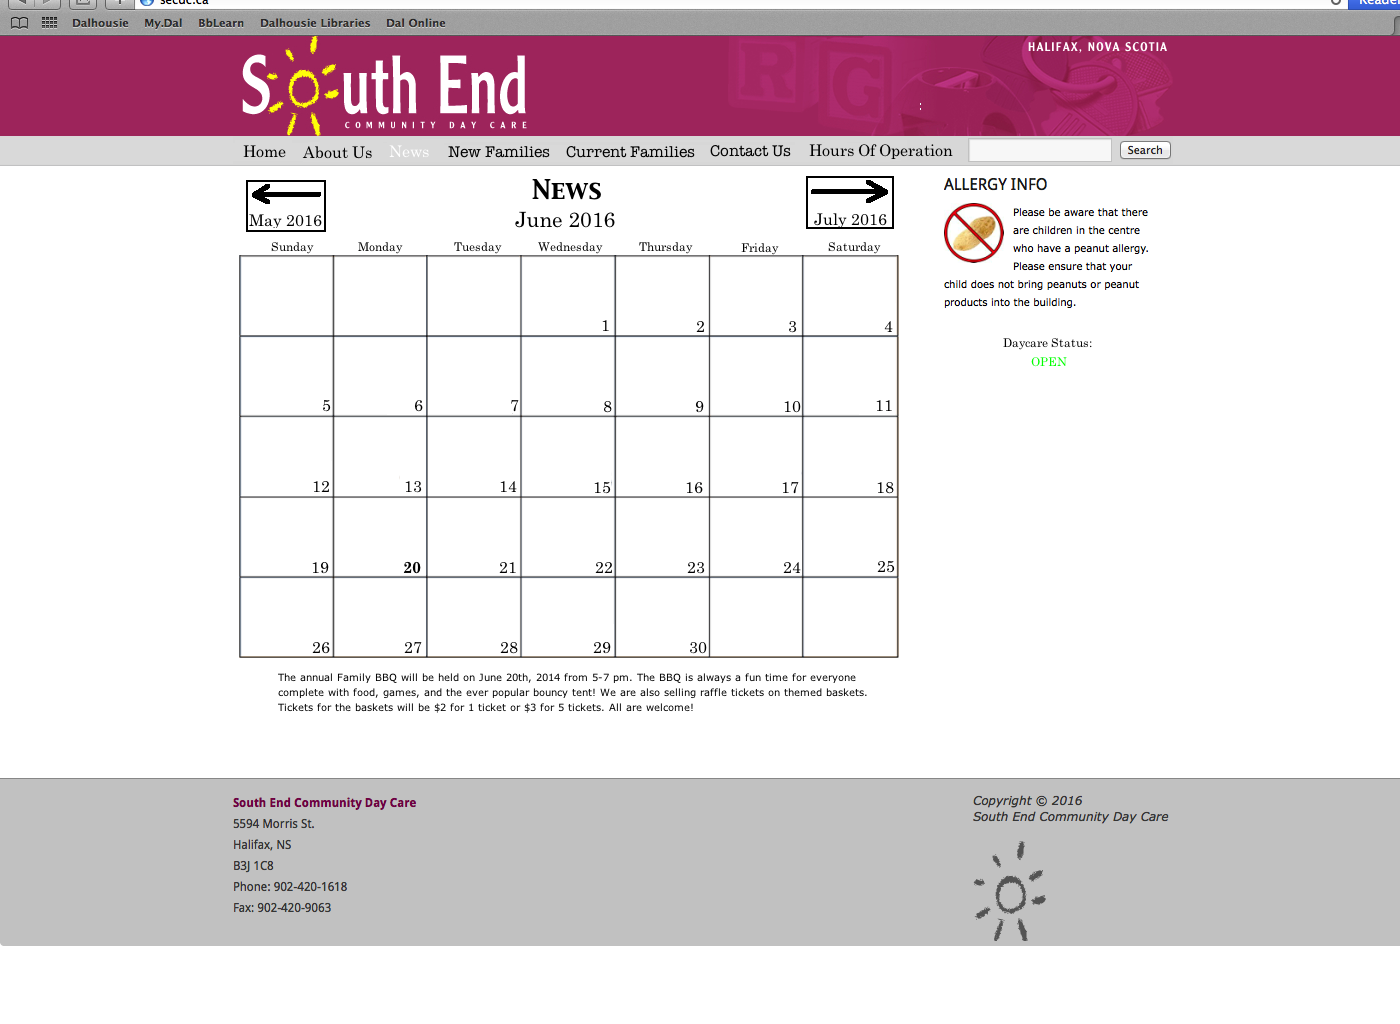 secdc.ca
Reader
Dalhousie My.Dal BbLearn Dalhousie Libraries Dal Online
HALIFAX, NOVA SCOTIA
South End
COMMUNITY DAY CARE
R G
:
Home About Us News New Families Current Families Contact Us Hours Of Operation Search
News
June 2016
May 2016
July 2016
Sunday Monday Tuesday Wednesday Thursday Friday Saturday
1 2 3 4
5 6 7 8 9 10 11
12 13 14 15 16 17 18
19 20 21 22 23 24 25
26 27 28 29 30
The annual Family BBQ will be held on June 20th, 2014 from 5-7 pm. The BBQ is always a fun time for everyone
complete with food, games, and the ever popular bouncy tent! We are also selling raffle tickets on themed baskets.
Tickets for the baskets will be $2 for 1 ticket or $3 for 5 tickets. All are welcome!
ALLERGY INFO
Please be aware that there
are children in the centre
who have a peanut allergy.
Please ensure that your
child does not bring peanuts or peanut
products into the building.
Daycare Status:
OPEN
South End Community Day Care
5594 Morris St.
Halifax, NS
B3J 1C8
Phone: 902-420-1618
Fax: 902-420-9063
Copyright © 2016
South End Community Day Care